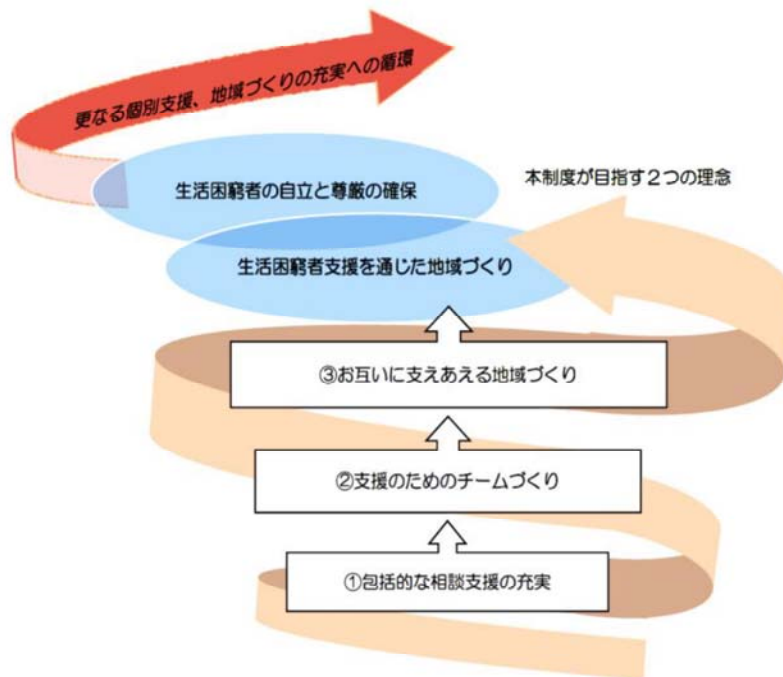 更なる個別支援、地域づくりの充実への循環
生活困窮者の自立と尊厳の確保
本制度が目指す２つの理念
生活困窮者支援を通じた地域づくり
③お互いに支えあえる地域づくり
②支援のためのチームづくり
①包括的な相談支援の充実